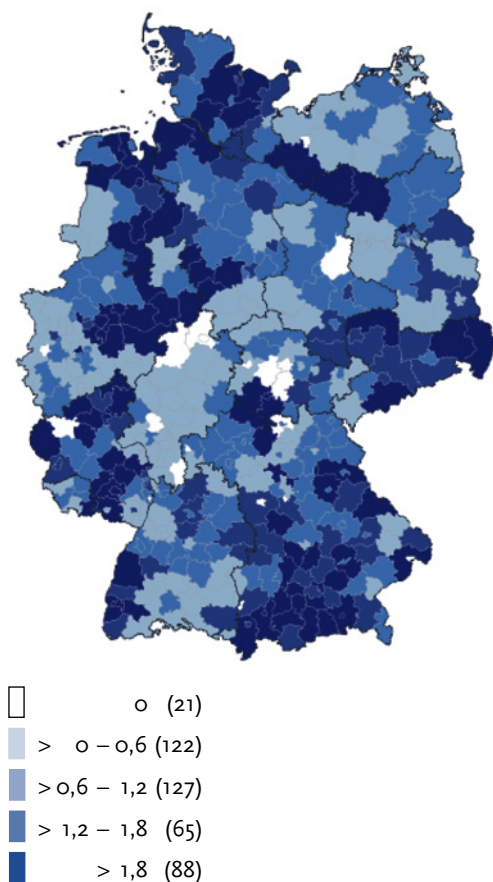 0 (21)
> 0 – 0,6 (122)
> 0,6 – 1,2 (127)
> 1,2 – 1,8 (65)
> 1,8 (88)